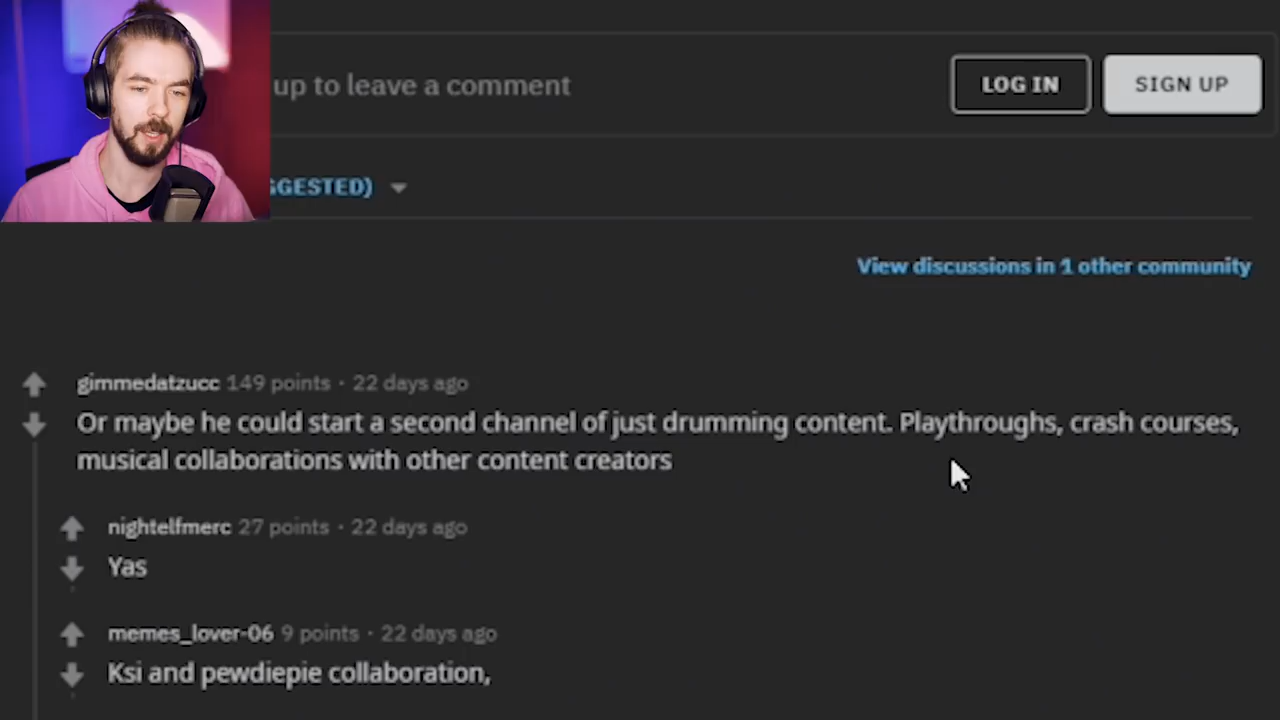 up to leave a comment
LOG IN
SIGN UP
GGESTED)
View discussions in 1 other community
gimmedatzucc 149 points · 22 days ago
Or maybe he could start a second channel of just drumming content. Playthroughs, crash courses,
musical collaborations with other content creators
nightelfmerc 27 points · 22 days ago
Yas
memes_lover-06 9 points · 22 days ago
Ksi and pewdiepie collaboration,